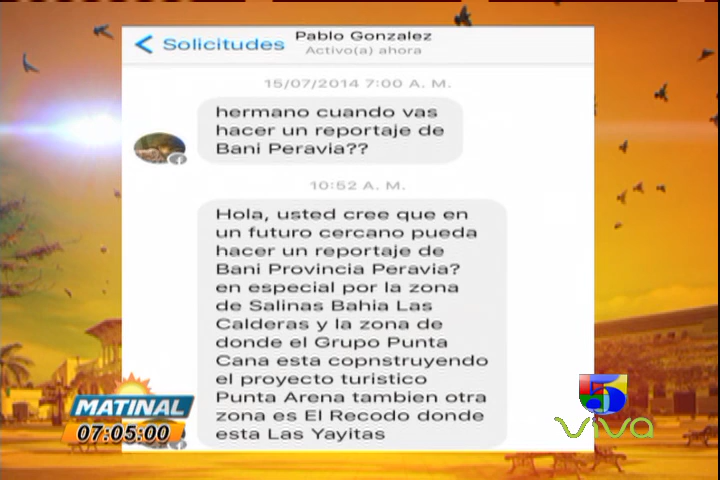 Solicitudes
Pablo Gonzalez
Activo(a) ahora
15/07/2014 7:00 A. M.
hermano cuando vas
hacer un reportaje de
Bani Peravia??
10:52 A. M.
Hola, usted cree que en
un futuro cercano pueda
hacer un reportaje de
Bani Provincia Peravia?
en especial por la zona
de Salinas Bahia Las
Calderas y la zona de
donde el Grupo Punta
Cana esta copnstruyendo
el proyecto turistico
Punta Arena tambien otra
zona es El Recodo donde
esta Las Yayitas
MATINAL
07:05:00
5
viva